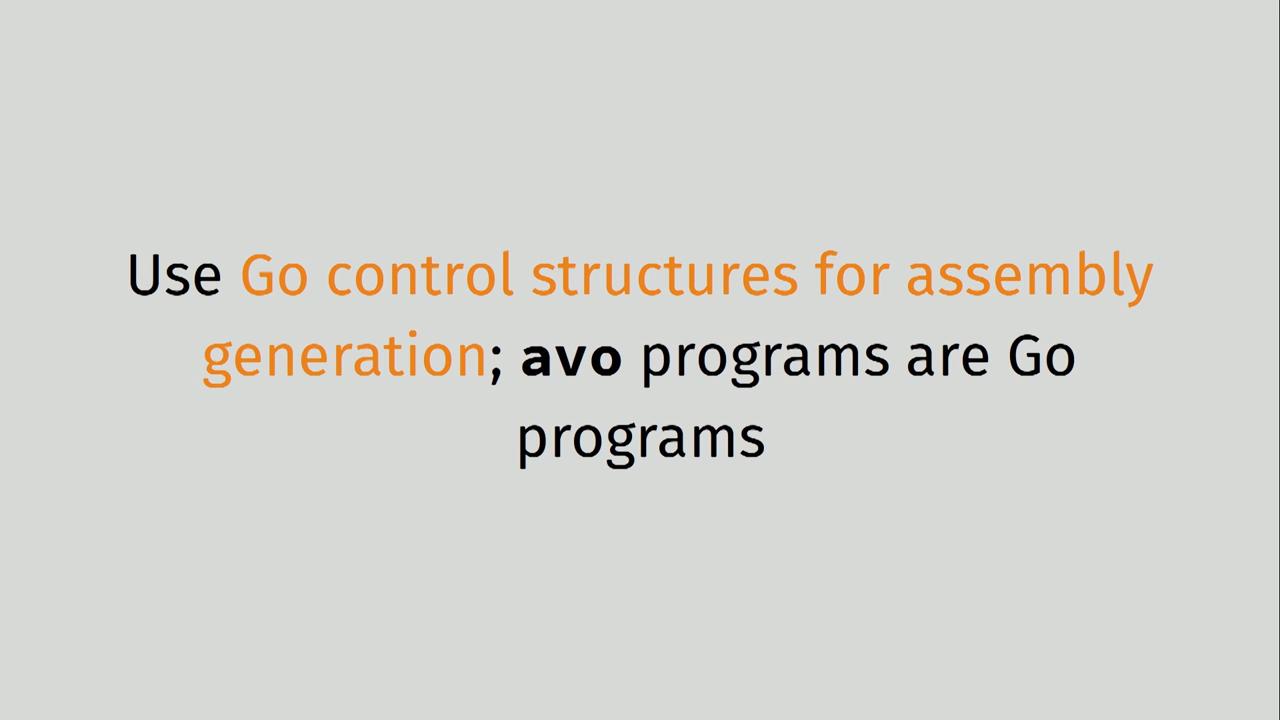 Use Go control structures for assembly
generation; avo programs are Go
programs